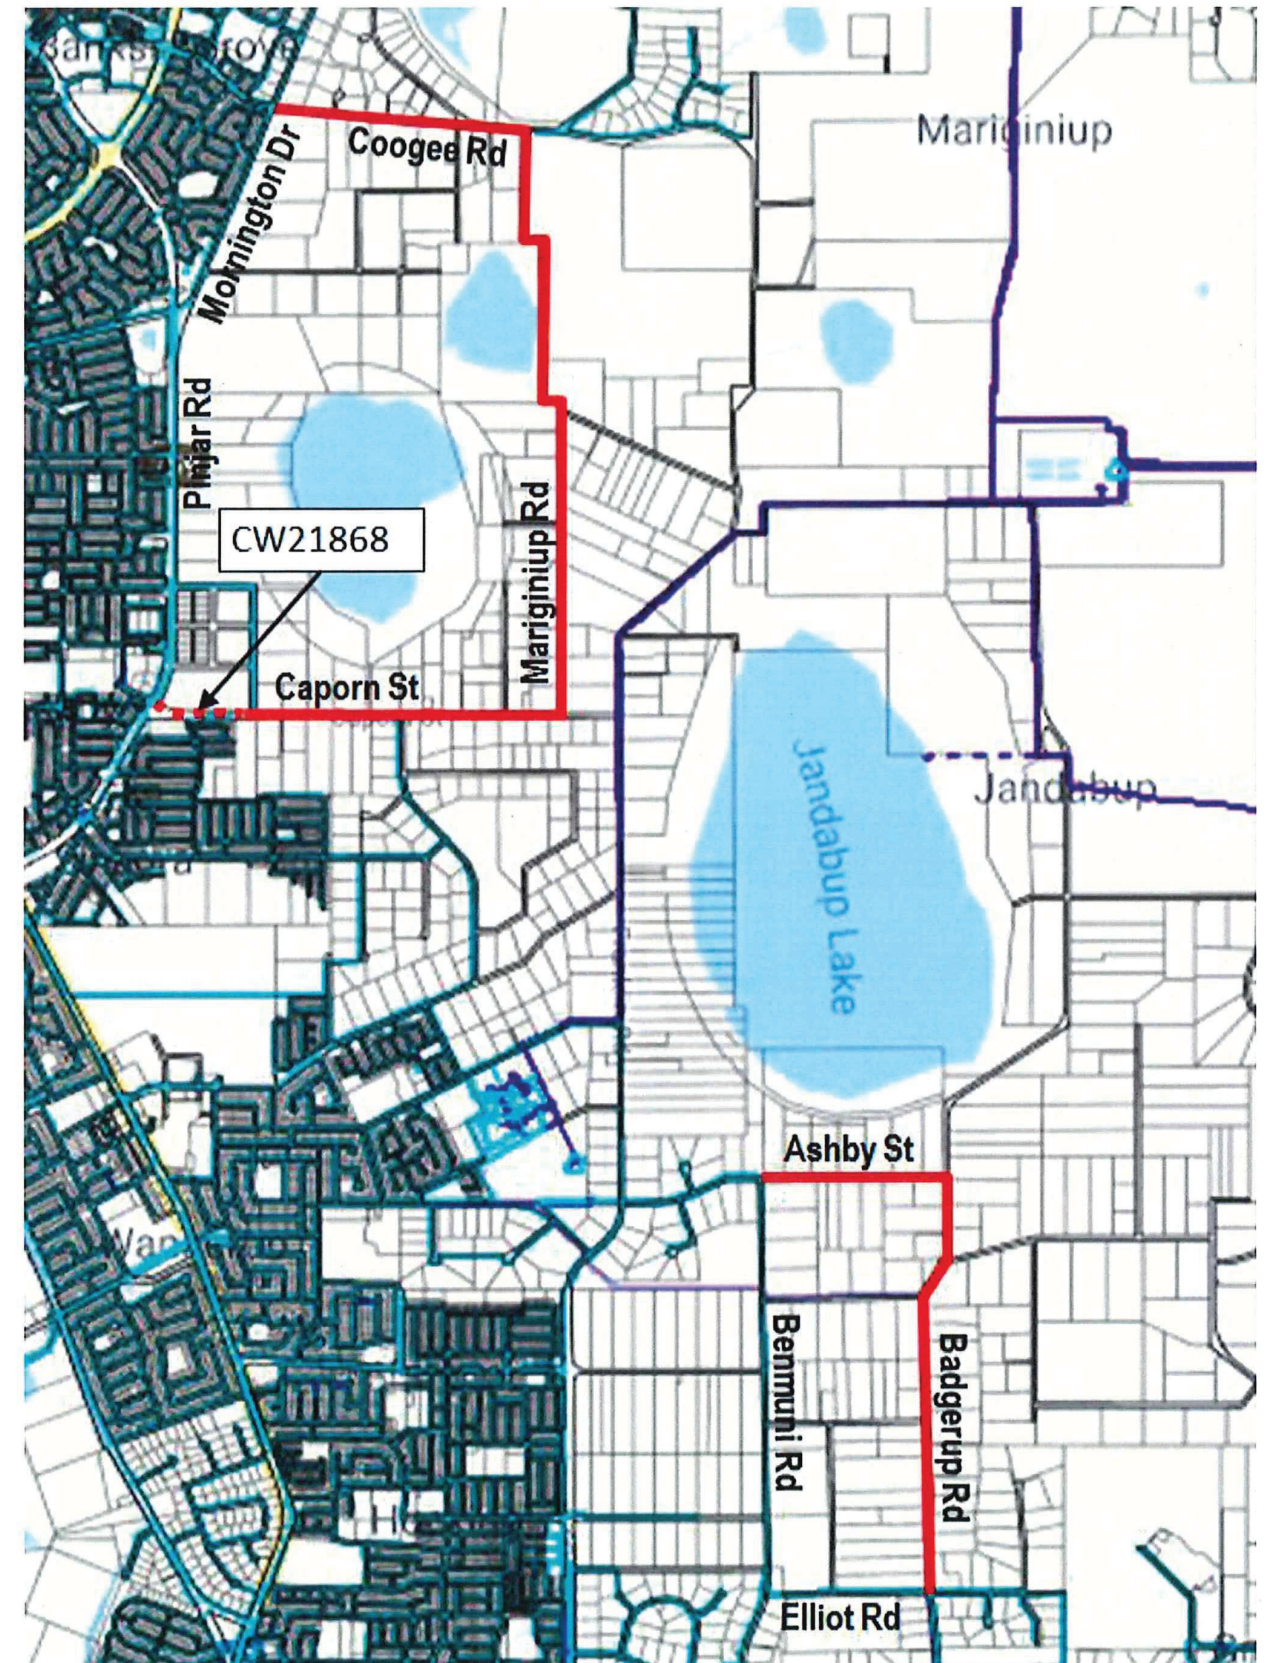 Mariginiup
Coogee Rd
Mornington Dr
Pinjar Rd
CW21868
Mariginiup Rd
Caporn St
Jandabup
Jandabup Lake
Ashby St
Benmuni Rd
Badgerup Rd
Elliot Rd